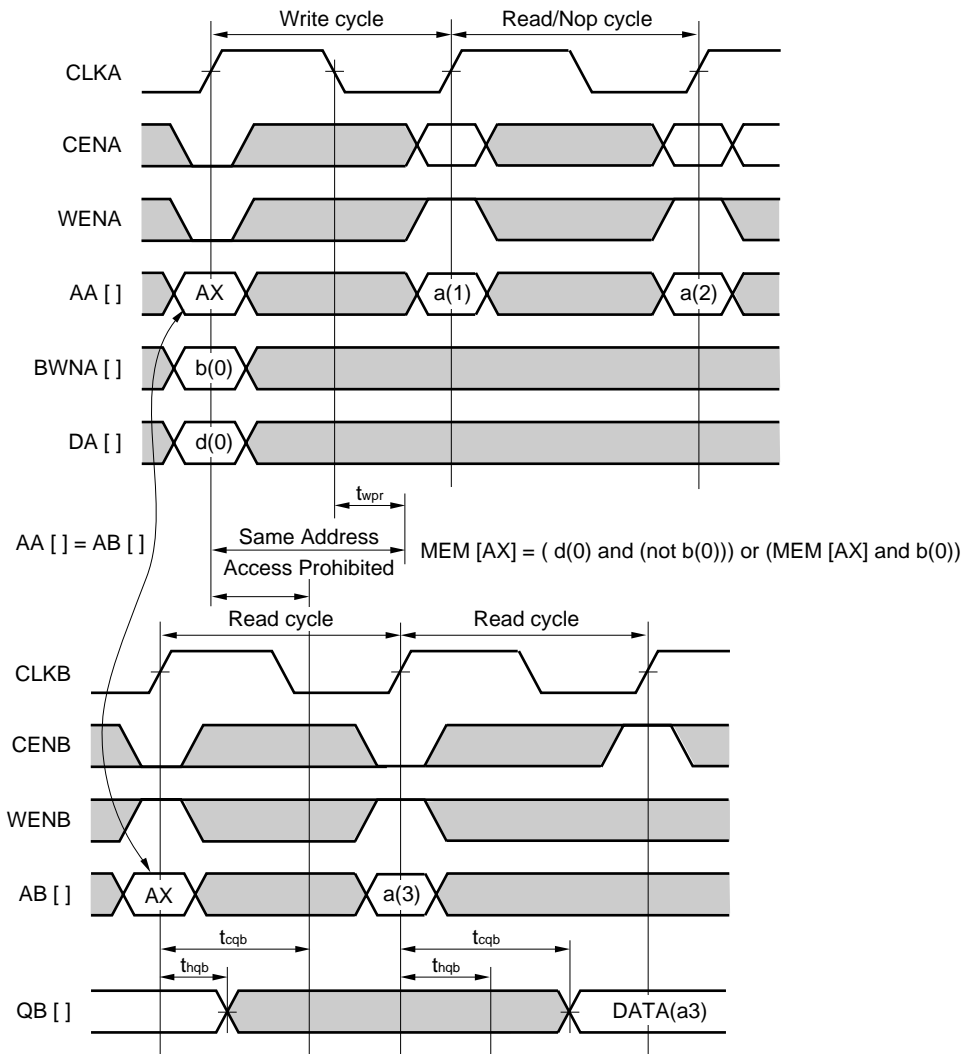 Write cycle Read/Nop cycle
CLKA
CENA
WENA
AA [ ] AX a(1) a(2)
BWNA [ ] b(0)
DA [ ] d(0)
twpr
AA [ ] = AB [ ] Same Address MEM [AX] = ( d(0) and (not b(0))) or (MEM [AX] and b(0))
Access Prohibited
Read cycle Read cycle
CLKB
CENB
WENB
AB [ ] AX a(3)
tcqb tcqb
thqb thqb
QB [ ] DATA(a3)